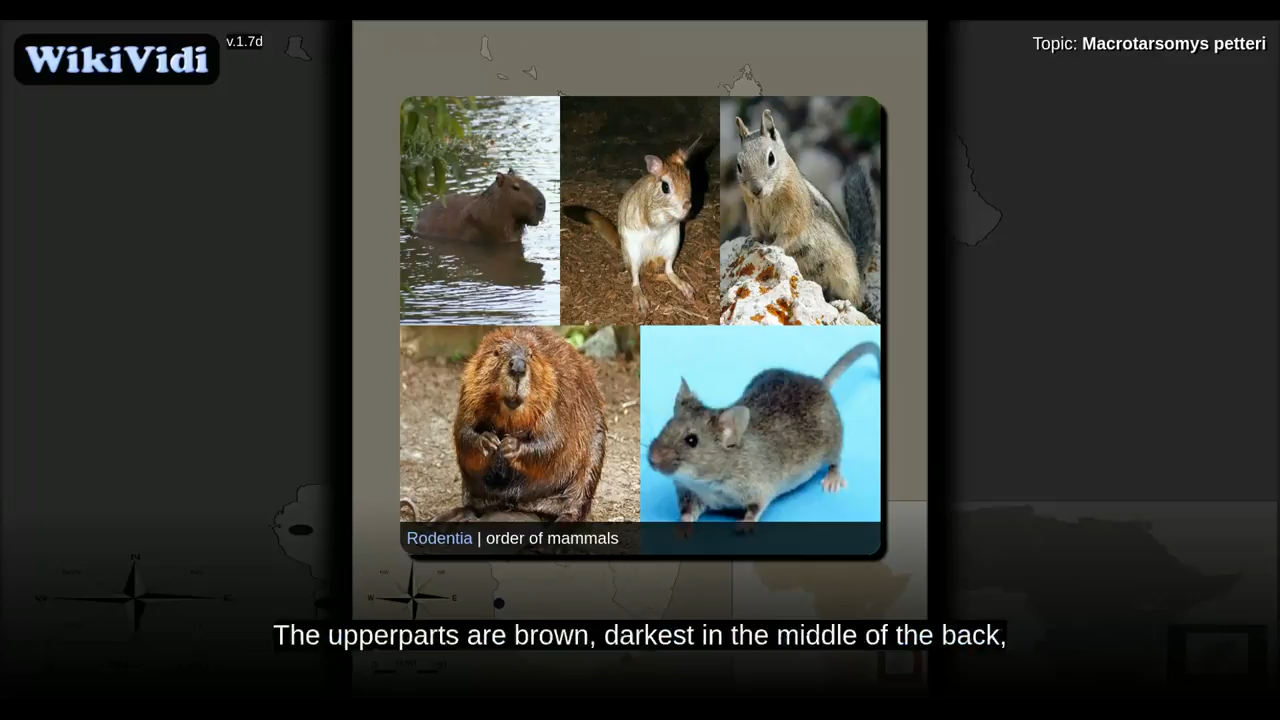 WikiVidi
v.1.7d
Topic: Macrotarsomys petteri
N
W
E
Rodentia | order of mammals
The upperparts are brown, darkest in the middle of the back,